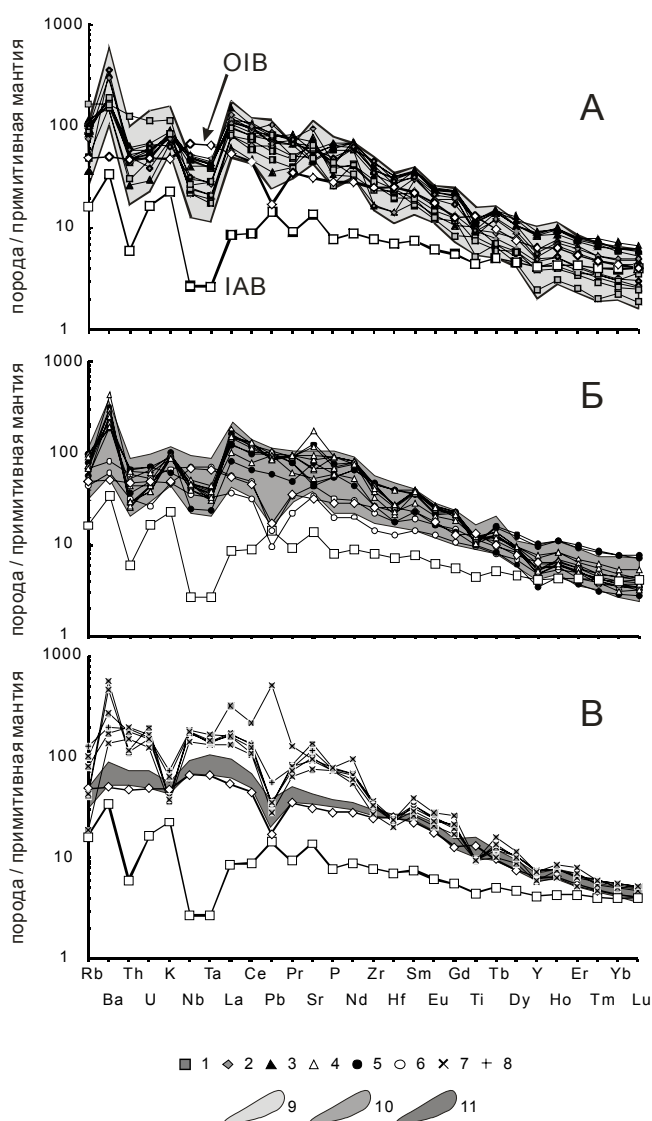 1000
А
OIB
100
порода / примитивная мантия
10
IAB
1
1000
Б
100
порода / примитивная мантия
10
1
1000
В
100
порода / примитивная мантия
10
1
Rb Th K Ta Ce Pr P Zr Sm Gd Tb Y Er Yb
Ba U Nb La Pb Sr Nd Hf Eu Ti Dy Ho Tm Lu
1 2 3 4 5 6 7 8
9 10 11